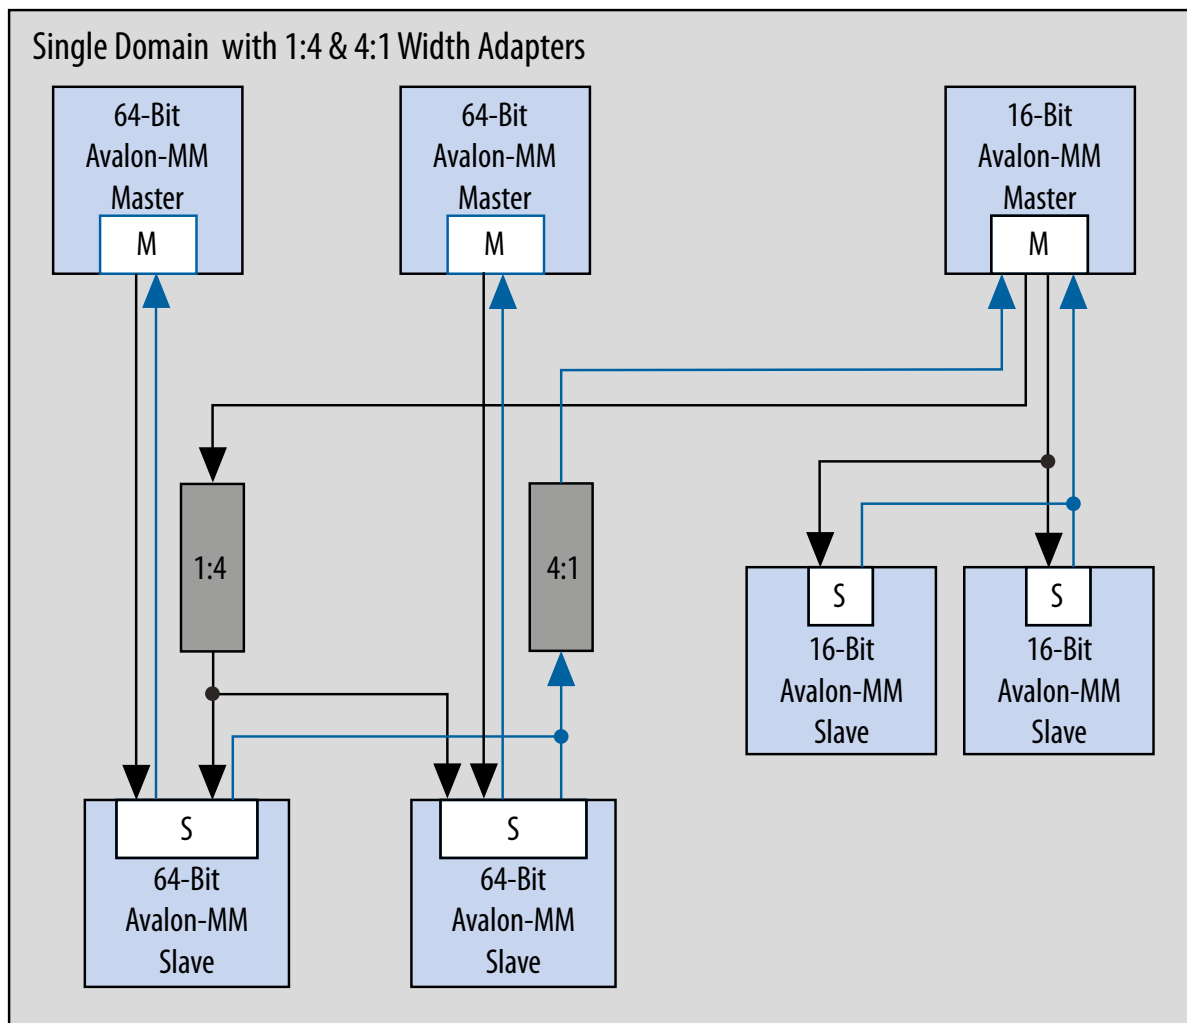 Single Domain with 1:4 & 4:1 Width Adapters
64-Bit
Avalon-MM
Master
M
64-Bit
Avalon-MM
Master
M
16-Bit
Avalon-MM
Master
M
1:4
4:1
S
16-Bit
Avalon-MM
Slave
S
16-Bit
Avalon-MM
Slave
S
64-Bit
Avalon-MM
Slave
S
64-Bit
Avalon-MM
Slave